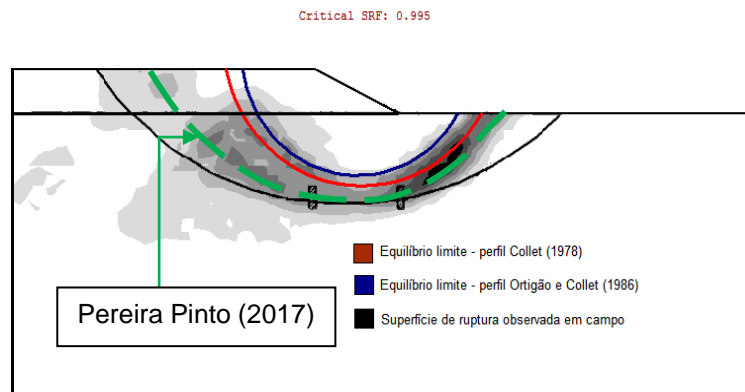 Critical SRF: 0.995
Equilíbrio limite - perfil Collet (1978)
Equilíbrio limite - perfil Ortigão e Collet (1986)
Superfície de ruptura observada em campo
Pereira Pinto (2017)